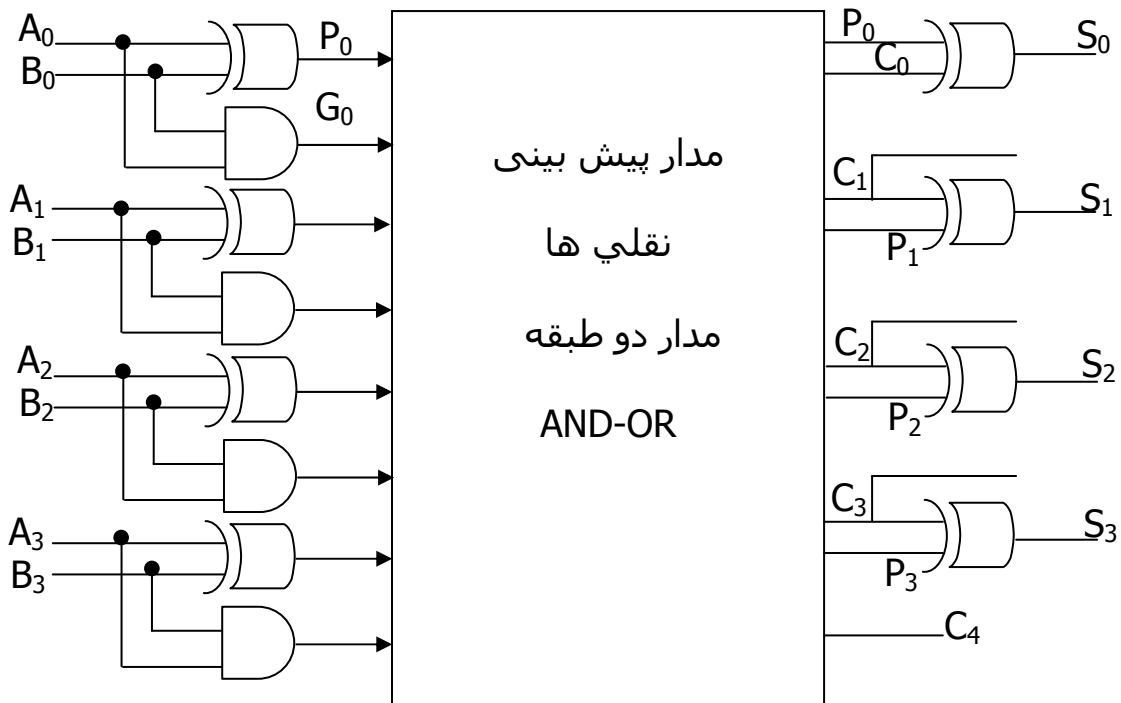 A₀
B₀
P₀
G₀
A₁
B₁
A₂
B₂
A₃
B₃
مدار پیش بینی
نقلي ها
مدار دو طبقه
AND-OR
P₀
C₀
S₀
C₁
P₁
S₁
C₂
P₂
S₂
C₃
P₃
S₃
C₄